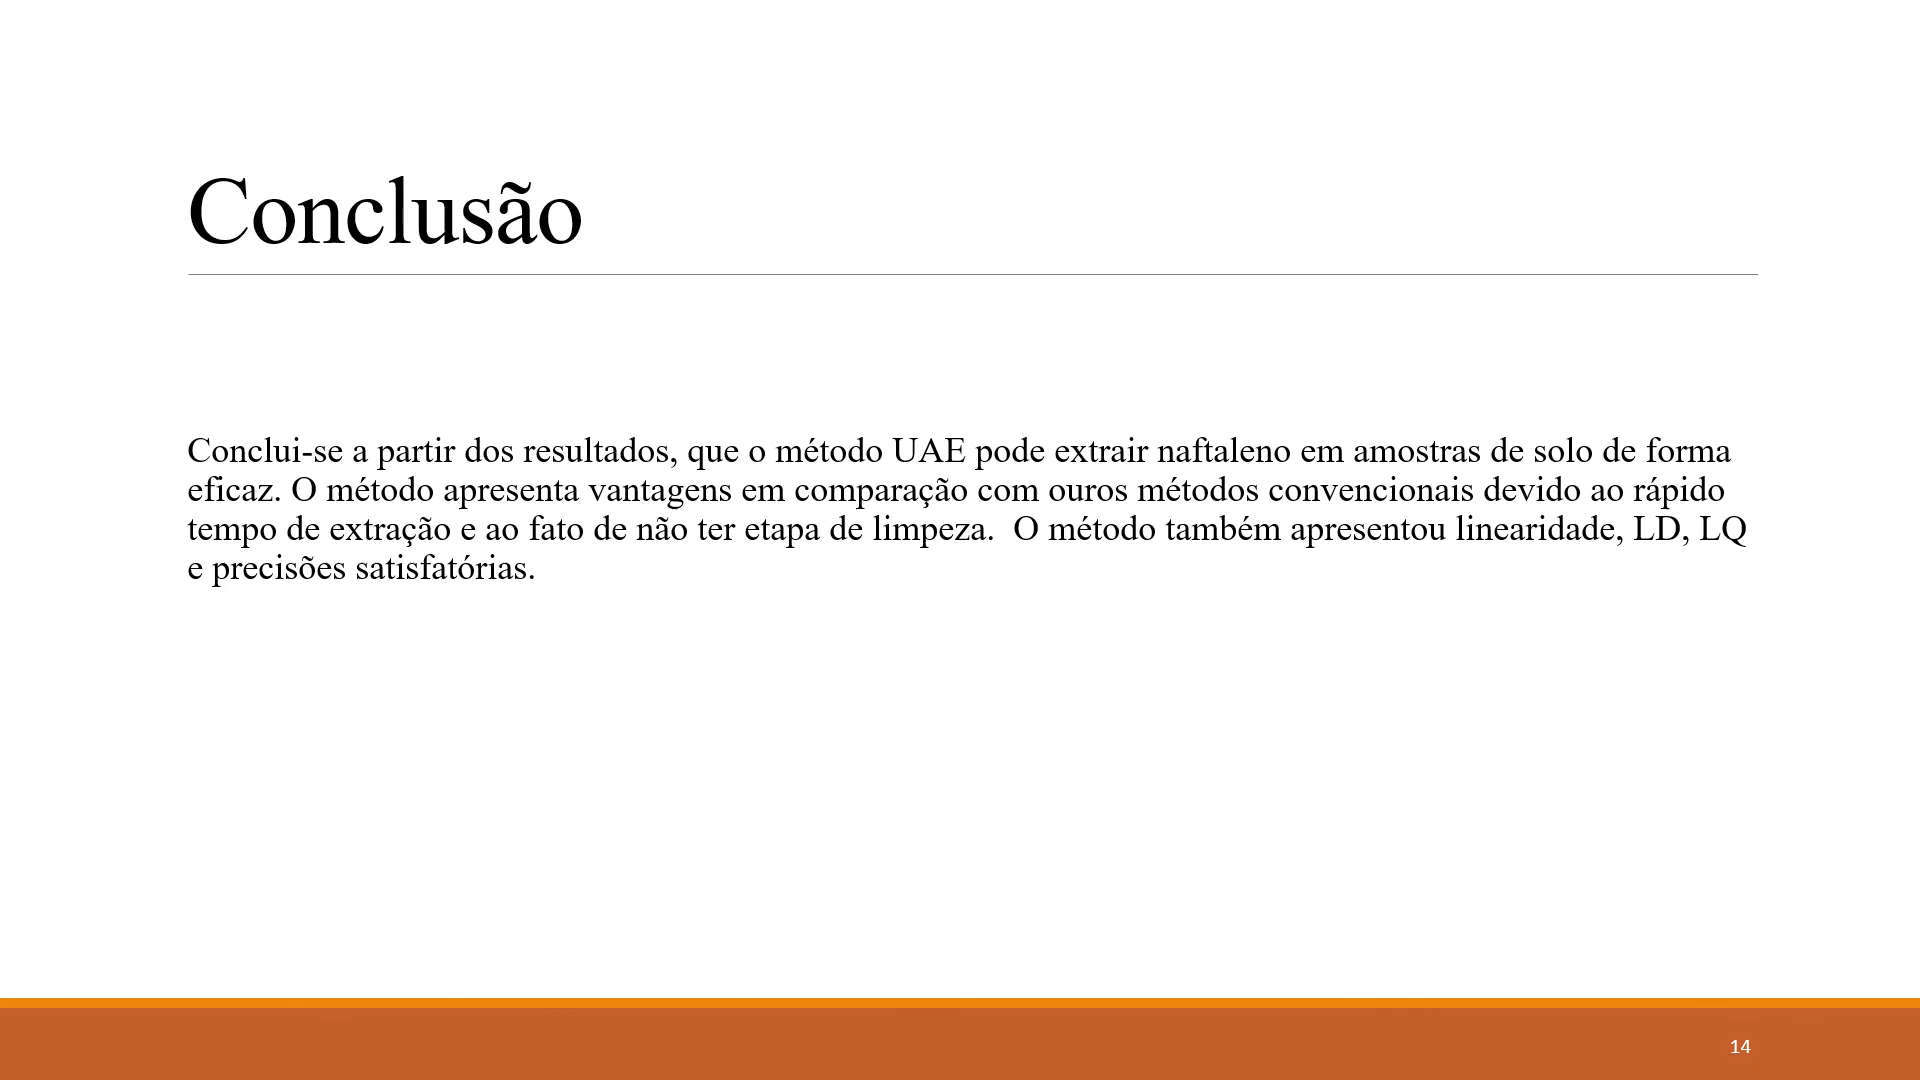 Conclusão
Conclui-se a partir dos resultados, que o método UAE pode extrair naftaleno em amostras de solo de forma
eficaz. O método apresenta vantagens em comparação com ouros métodos convencionais devido ao rápido
tempo de extração e ao fato de não ter etapa de limpeza.  O método também apresentou linearidade, LD, LQ
e precisões satisfatórias.
14